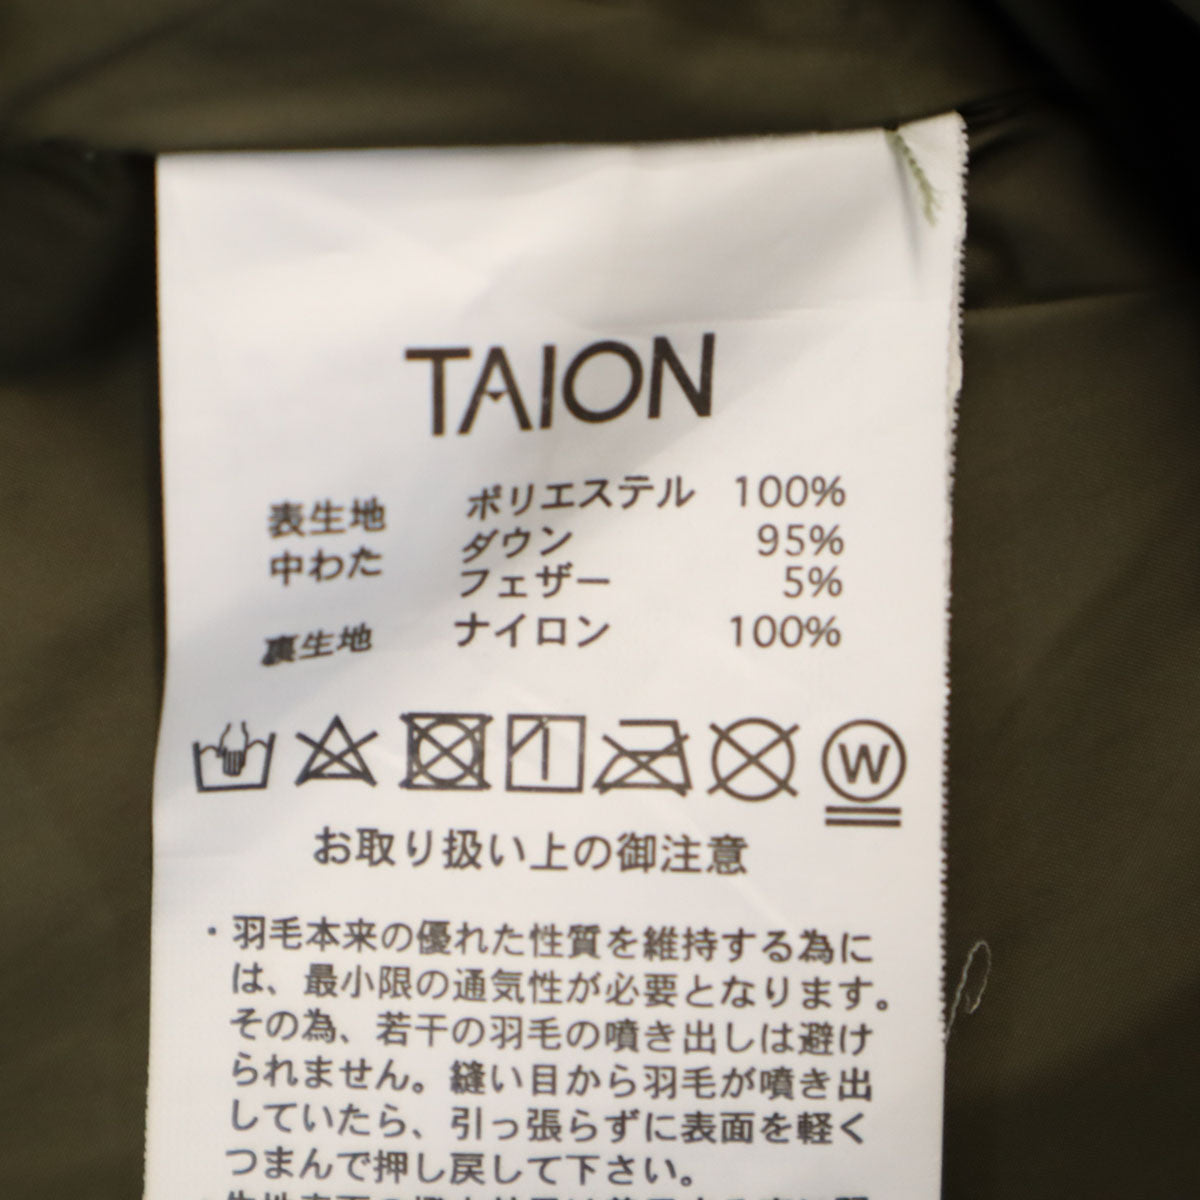 TAION
表生地 ポリエステル 100%
中わた ダウン 95%
フェザー 5%
裏生地 ナイロン 100%
W
お取り扱い上の御注意
・羽毛本来の優れた性質を維持する為に
は、最小限の通気性が必要となります。
その為、若干の羽毛の噴き出しは避け
られません。縫い目から羽毛が噴き出
していたら、引っ張らずに表面を軽く
つまんで押し戻して下さい。